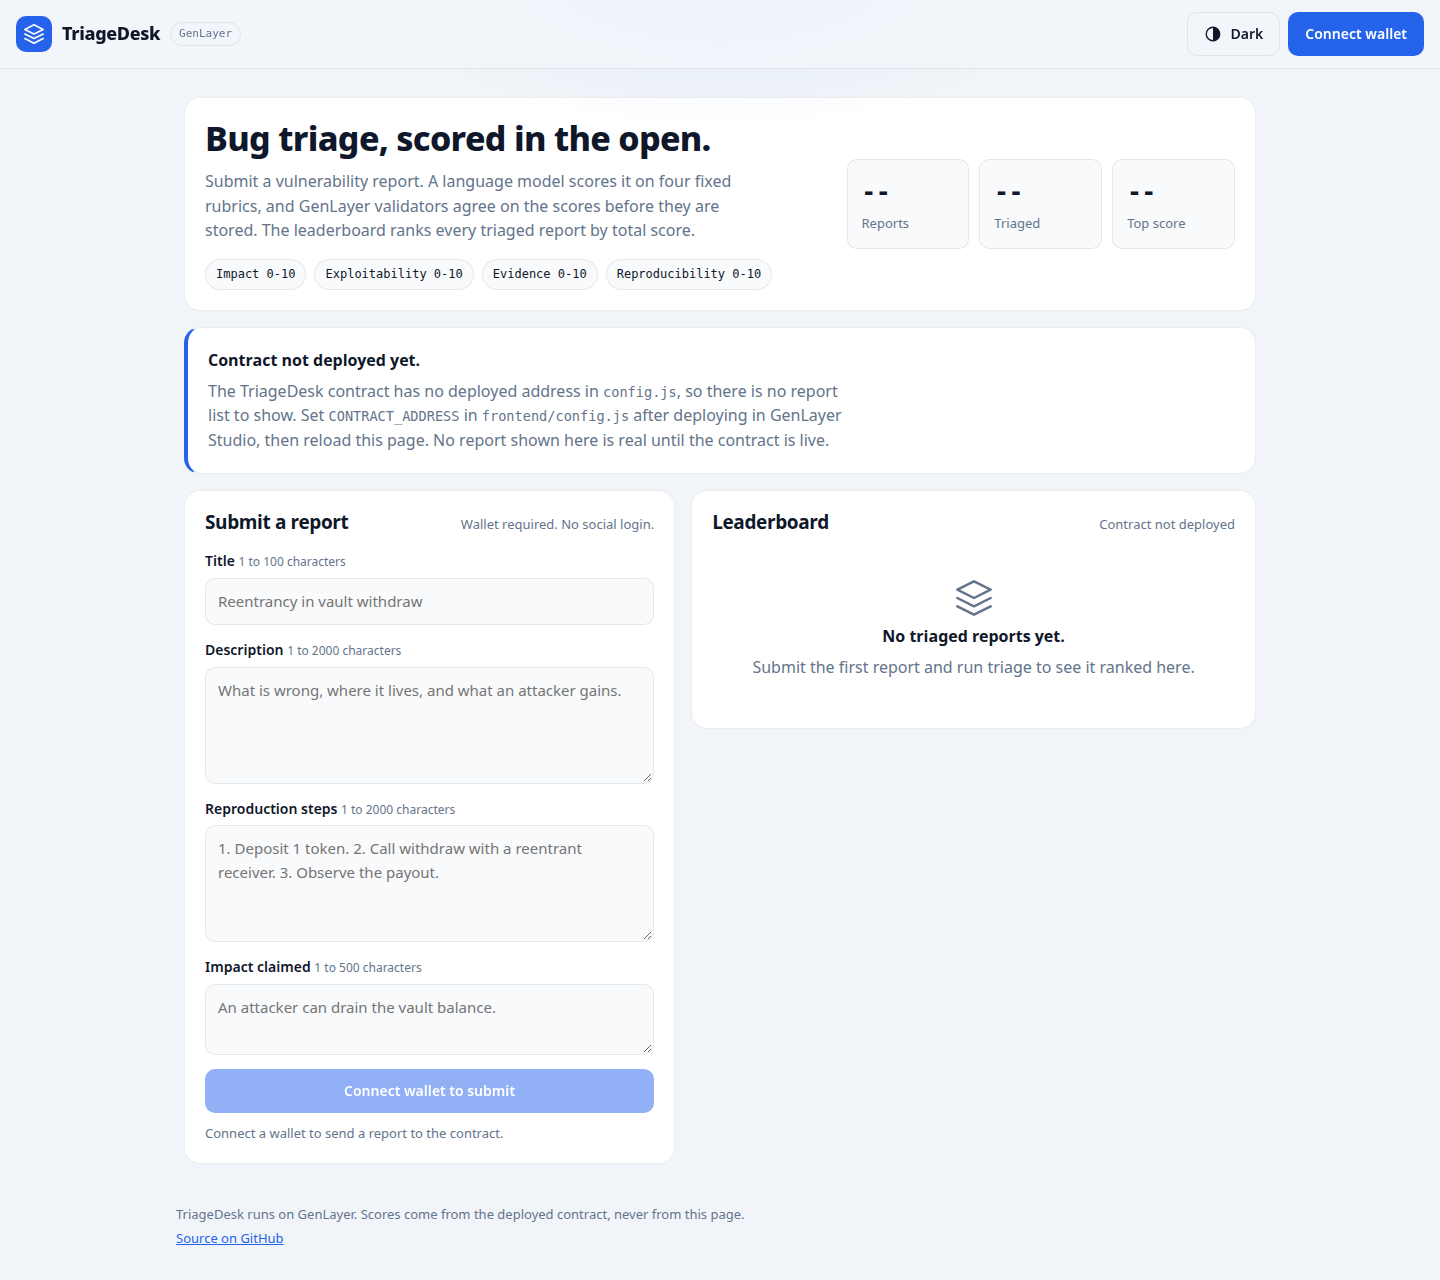 TriageDesk
GenLayer
Dark
Connect wallet
Bug triage, scored in the open.
Submit a vulnerability report. A language model scores it on four fixed
rubrics, and GenLayer validators agree on the scores before they are
stored. The leaderboard ranks every triaged report by total score.
Impact 0-10
Exploitability 0-10
Evidence 0-10
Reproducibility 0-10
--
Reports
--
Triaged
--
Top score
Contract not deployed yet.
The TriageDesk contract has no deployed address in config.js, so there is no report
list to show. Set CONTRACT_ADDRESS in frontend/config.js after deploying in GenLayer
Studio, then reload this page. No report shown here is real until the contract is live.
Submit a report
Wallet required. No social login.
Title 1 to 100 characters
Reentrancy in vault withdraw
Description 1 to 2000 characters
What is wrong, where it lives, and what an attacker gains.
Reproduction steps 1 to 2000 characters
1. Deposit 1 token. 2. Call withdraw with a reentrant
receiver. 3. Observe the payout.
Impact claimed 1 to 500 characters
An attacker can drain the vault balance.
Connect wallet to submit
Connect a wallet to send a report to the contract.
Leaderboard
Contract not deployed
No triaged reports yet.
Submit the first report and run triage to see it ranked here.
TriageDesk runs on GenLayer. Scores come from the deployed contract, never from this page.
Source on GitHub